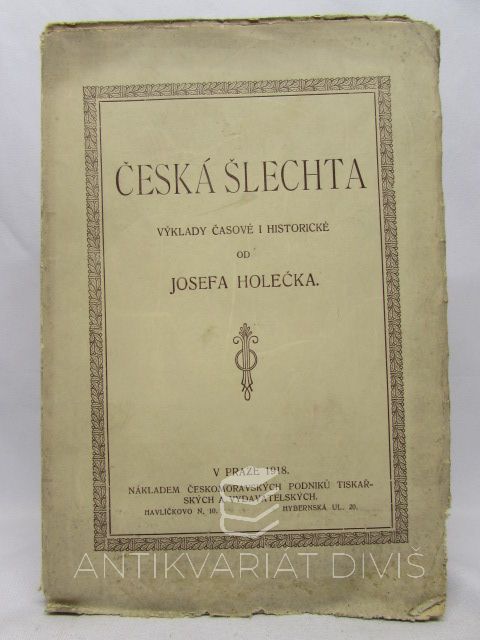 ČESKÁ ŠLECHTA
VÝKLADY ČASOVÉ I HISTORICKÉ
OD
JOSEFA HOLEČKA.
V PRAZE 1918.
NÁKLADEM ČESKOMORAVSKÝCH PODNIKŮ TISKAŘ-
SKÝCH A VYDAVATELSKÝCH.
HAVLÍČKOVO N. 10. HYBERNSKÁ UL. 20.
ANTIKVARIAT DIVIŠ